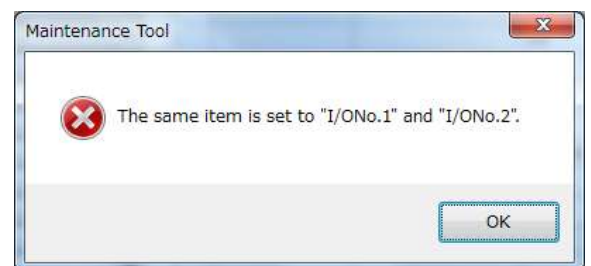 Maintenance Tool
The same item is set to "I/ONo.1" and "I/ONo.2".
OK